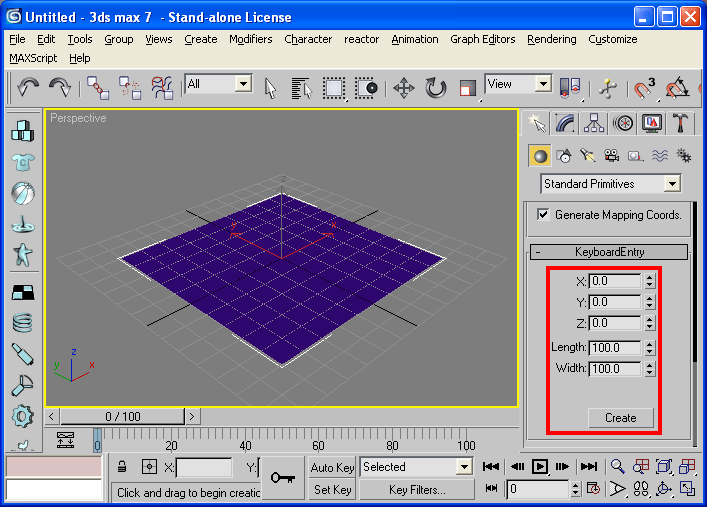 Untitled - 3ds max 7 - Stand-alone License
File Edit Tools Group Views Create Modifiers Character reactor Animation Graph Editors Rendering Customize
MAXScript Help
All
View
3
Perspective
z
y
x
z
y
x
Standard Primitives
Generate Mapping Coords.
- KeyboardEntry
X: 0.0
Y: 0.0
Z: 0.0
Length: 100.0
Width: 100.0
Create
< 0 / 100 >
0 20 40 60 80 100
X: Y:
Auto Key Selected
Click and drag to begin creatic
Set Key Key Filters... 0